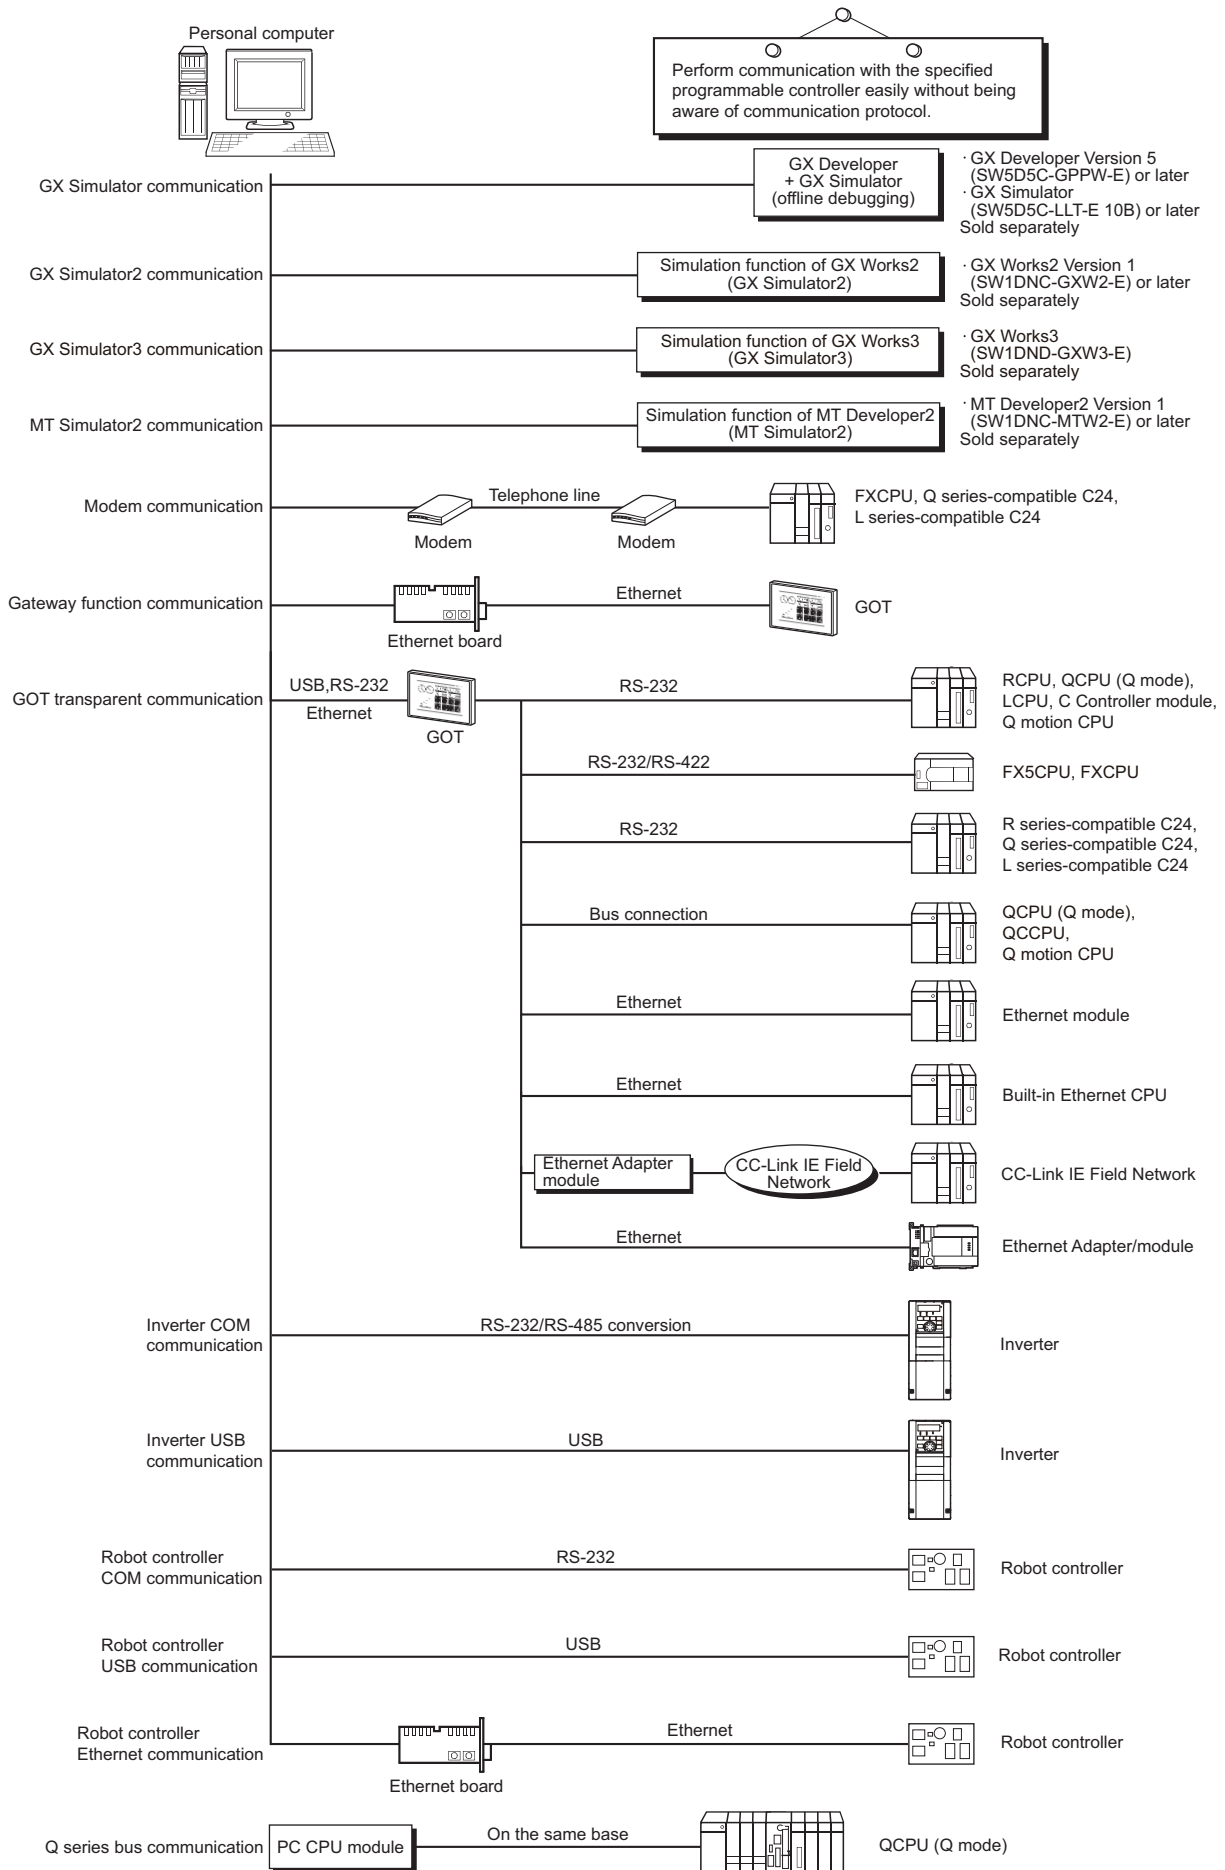 Personal computer
Perform communication with the specified
programmable controller easily without being
aware of communication protocol.
GX Simulator communication
GX Developer
+ GX Simulator
(offline debugging)
· GX Developer Version 5
(SW5D5C-GPPW-E) or later
· GX Simulator
(SW5D5C-LLT-E 10B) or later
Sold separately
GX Simulator2 communication
Simulation function of GX Works2
(GX Simulator2)
· GX Works2 Version 1
(SW1DNC-GXW2-E) or later
Sold separately
GX Simulator3 communication
Simulation function of GX Works3
(GX Simulator3)
· GX Works3
(SW1DND-GXW3-E)
Sold separately
MT Simulator2 communication
Simulation function of MT Developer2
(MT Simulator2)
· MT Developer2 Version 1
(SW1DNC-MTW2-E) or later
Sold separately
Modem communication
Telephone line
Modem
Modem
FXCPU, Q series-compatible C24,
L series-compatible C24
Gateway function communication
Ethernet
GOT
Ethernet board
GOT transparent communication
USB,RS-232
Ethernet
GOT
RS-232
RCPU, QCPU (Q mode),
LCPU, C Controller module,
Q motion CPU
RS-232/RS-422
FX5CPU, FXCPU
RS-232
R series-compatible C24,
Q series-compatible C24,
L series-compatible C24
Bus connection
QCPU (Q mode),
QCCPU,
Q motion CPU
Ethernet
Ethernet module
Ethernet
Built-in Ethernet CPU
Ethernet Adapter
module
CC-Link IE Field
Network
CC-Link IE Field Network
Ethernet
Ethernet Adapter/module
Inverter COM
communication
RS-232/RS-485 conversion
Inverter
Inverter USB
communication
USB
Inverter
Robot controller
COM communication
RS-232
Robot controller
Robot controller
USB communication
USB
Robot controller
Robot controller
Ethernet communication
Ethernet
Robot controller
Ethernet board
Q series bus communication
PC CPU module
On the same base
QCPU (Q mode)